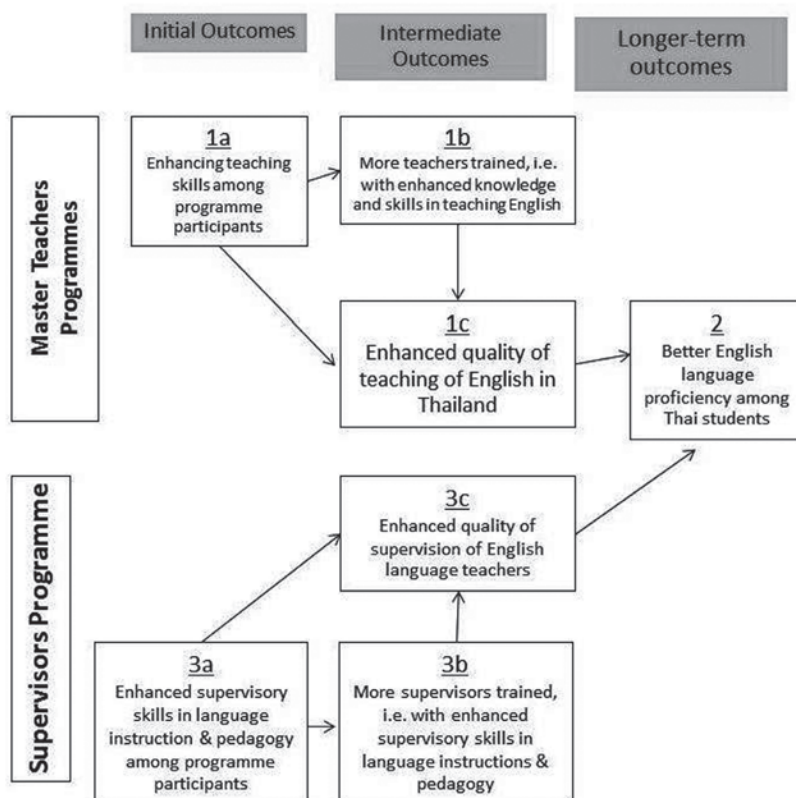 Initial Outcomes
Intermediate
Outcomes
Longer-term
outcomes
Master Teachers
Programmes
1a
Enhancing teaching
skills among
programme
participants
1b
More teachers trained, i.e.
with enhanced knowledge
and skills in teaching English
1c
Enhanced quality of
teaching of English in
Thailand
2
Better English
language
proficiency among
Thai students
Supervisors Programme
3c
Enhanced quality of
supervision of English
language teachers
3a
Enhanced supervisory
skills in language
instruction & pedagogy
among programme
participants
3b
More supervisors trained,
i.e. with enhanced
supervisory skills in
language instructions &
pedagogy